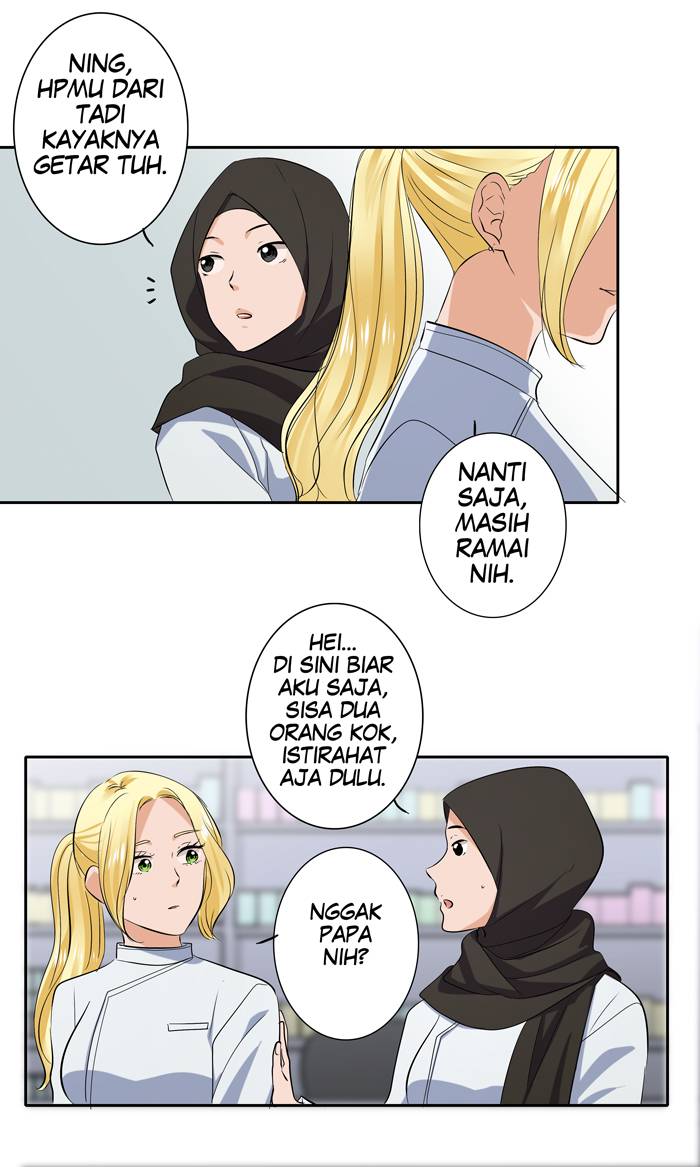 NING,
HPMU DARI
TADI
KAYAKNYA
GETAR TUH.
NANTI
SAJA,
MASIH
RAMAI
NIH.
HEI...
DI SINI BIAR
AKU SAJA,
SISA DUA
ORANG KOK,
ISTIRAHAT
AJA DULU.
NGGAK
PAPA
NIH?